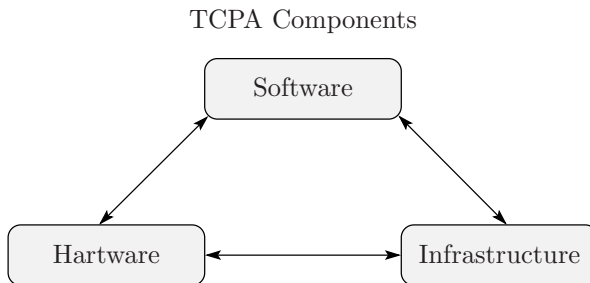 TCPA Components
Software
Hartware
Infrastructure